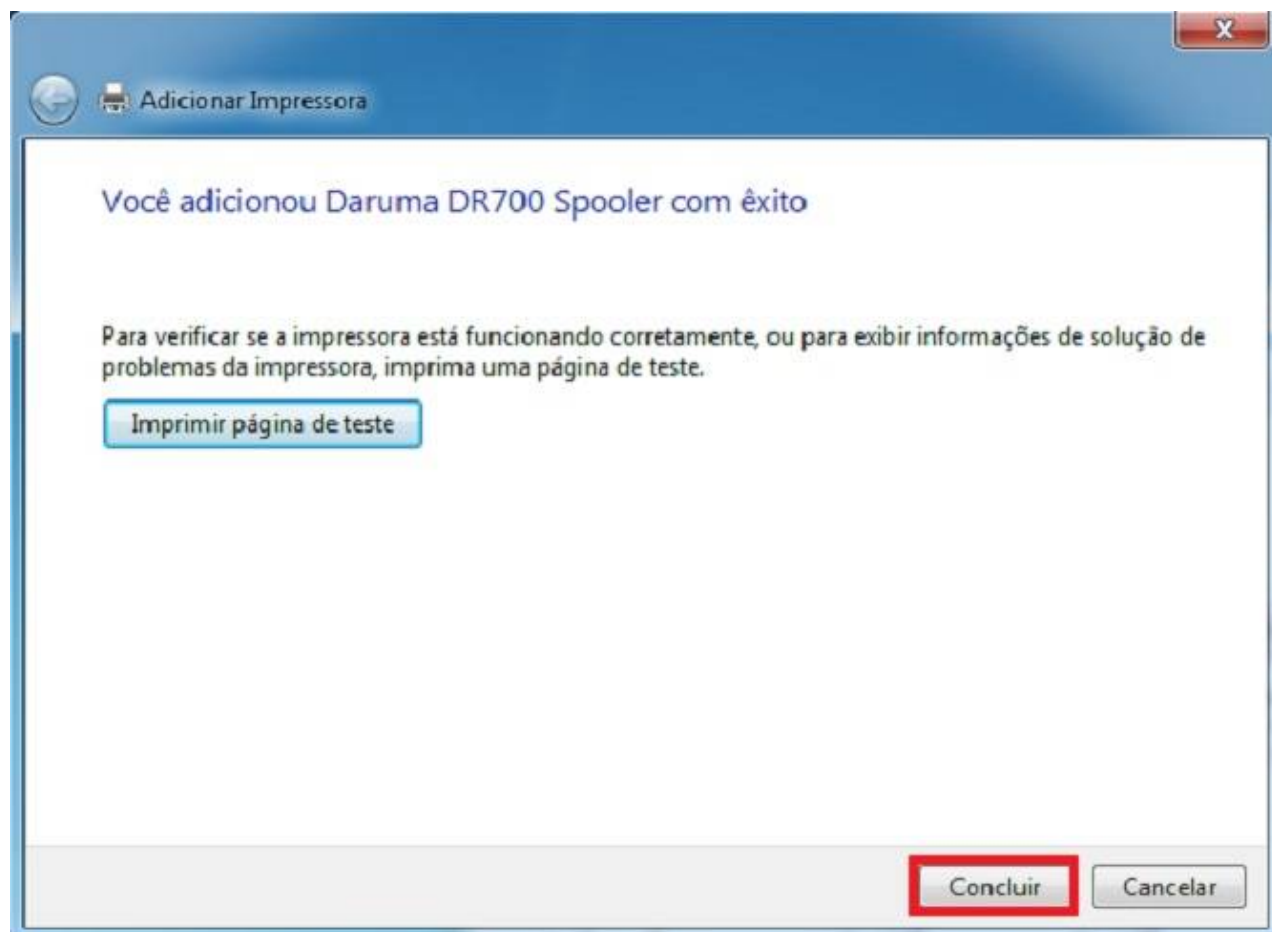 X
Adicionar Impressora
Você adicionou Daruma DR700 Spooler com êxito
Para verificar se a impressora está funcionando corretamente, ou para exibir informações de solução de
problemas da impressora, imprima uma página de teste.
Imprimir página de teste
Concluir
Cancelar